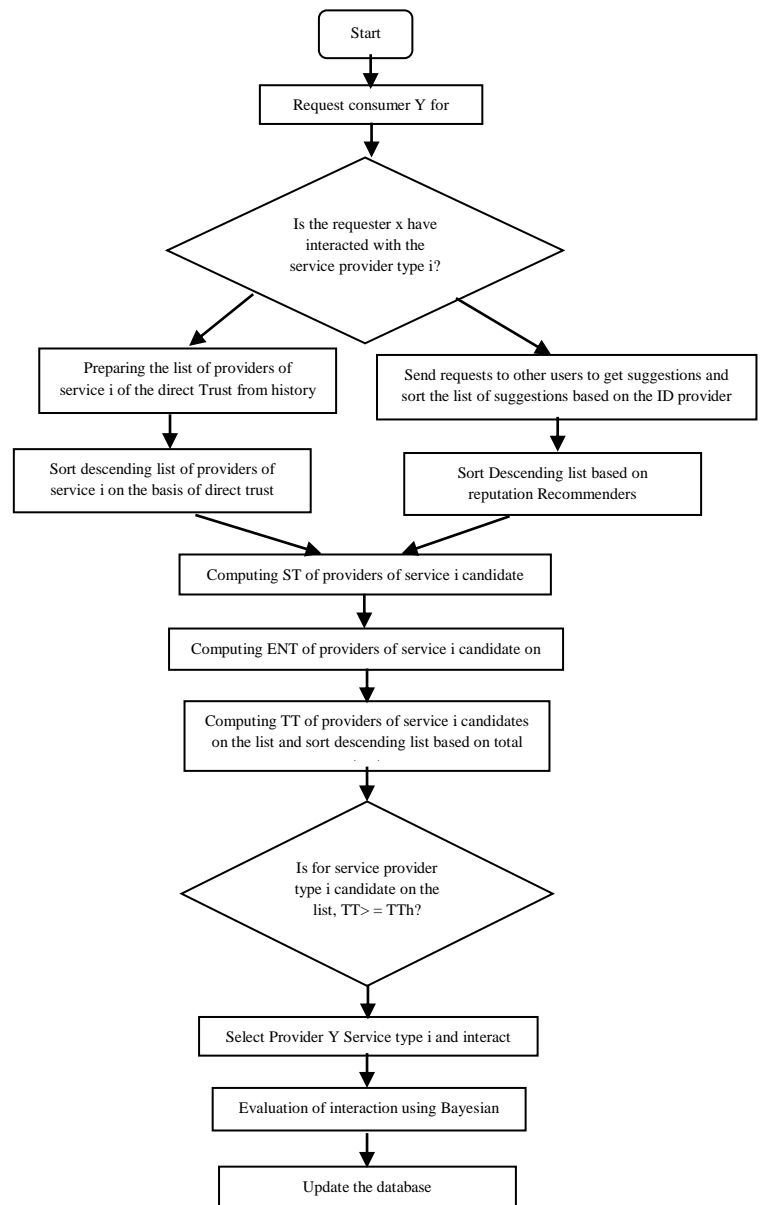 Start
Request consumer Y for
Is the requester x have
interacted with the
service provider type i?
Preparing the list of providers of
service i of the direct Trust from history
Send requests to other users to get suggestions and
sort the list of suggestions based on the ID provider
Sort descending list of providers of
service i on the basis of direct trust
Sort Descending list based on
reputation Recommenders
Computing ST of providers of service i candidate
Computing ENT of providers of service i candidate on
Computing TT of providers of service i candidates
on the list and sort descending list based on total
Is for service provider
type i candidate on the
list, TT> = TTh?
Select Provider Y Service type i and interact
Evaluation of interaction using Bayesian
Update the database